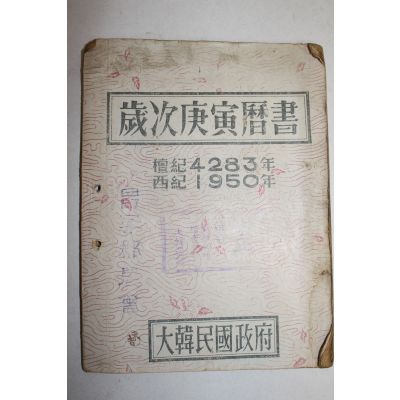 歲次庚寅曆書
檀紀4283年
西紀1950年
大韓民國政府